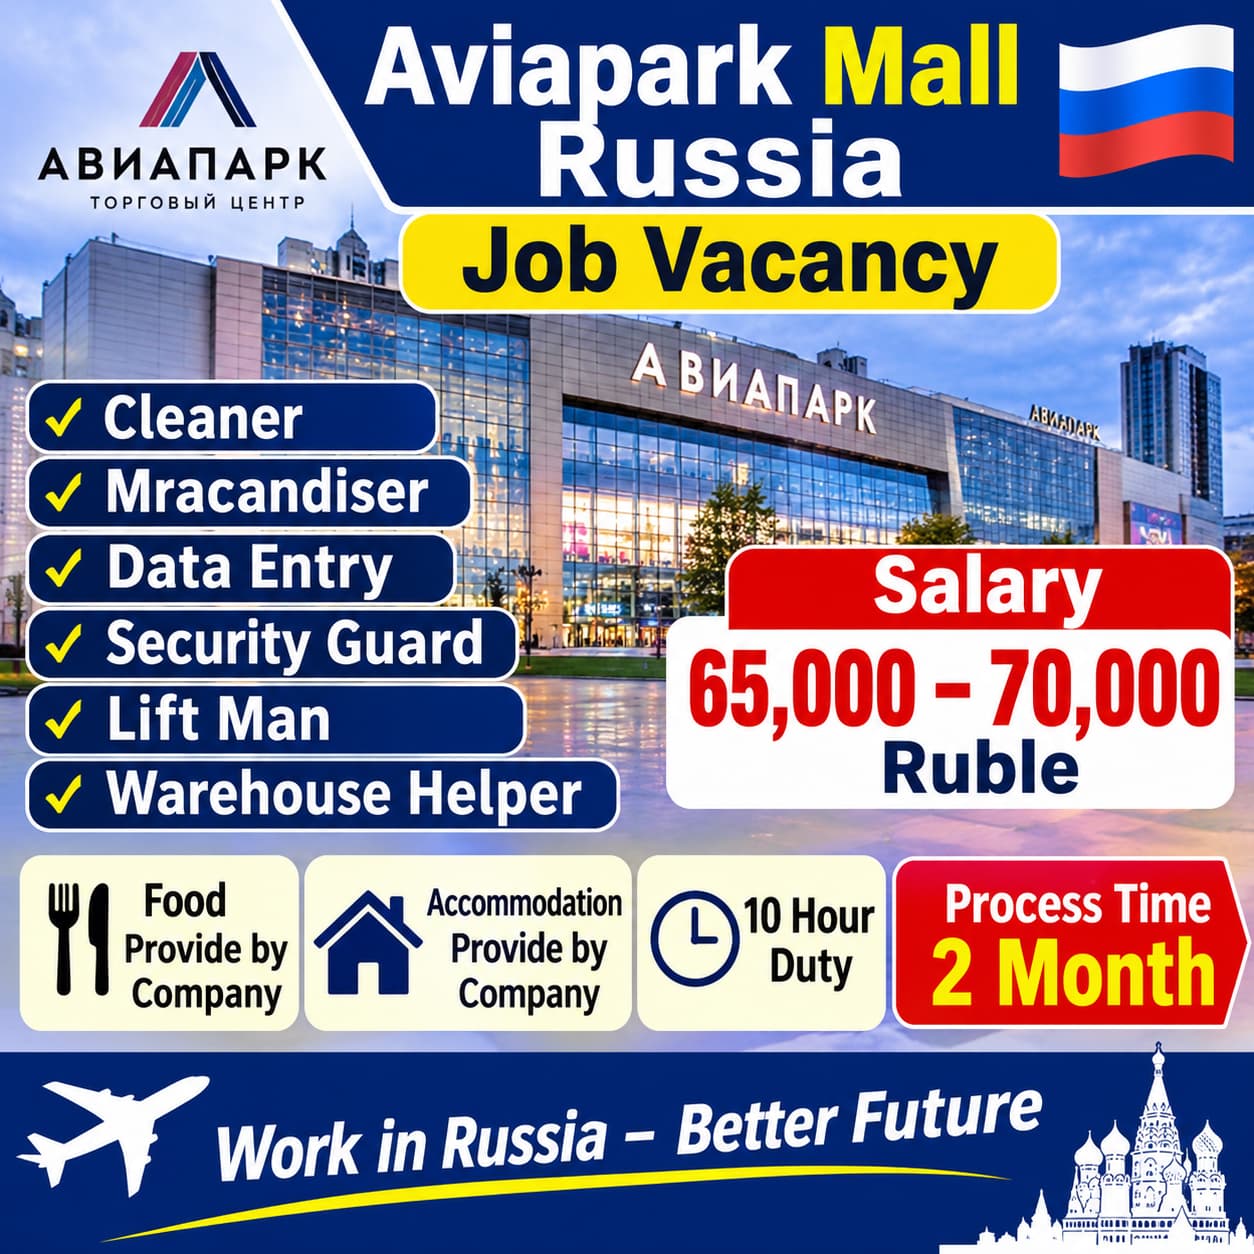 АВИАПАРК
ТОРГОВЫЙ ЦЕНТР
Aviapark Mall
Russia
Job Vacancy
АВИАПАРК
АВИАПАРК
✓ Cleaner
✓ Mracandiser
✓ Data Entry
✓ Security Guard
✓ Lift Man
✓ Warehouse Helper
Salary
65,000 – 70,000
Ruble
Food
Provide by
Company
Accommodation
Provide by
Company
10 Hour
Duty
Process Time
2 Month
Work in Russia – Better Future